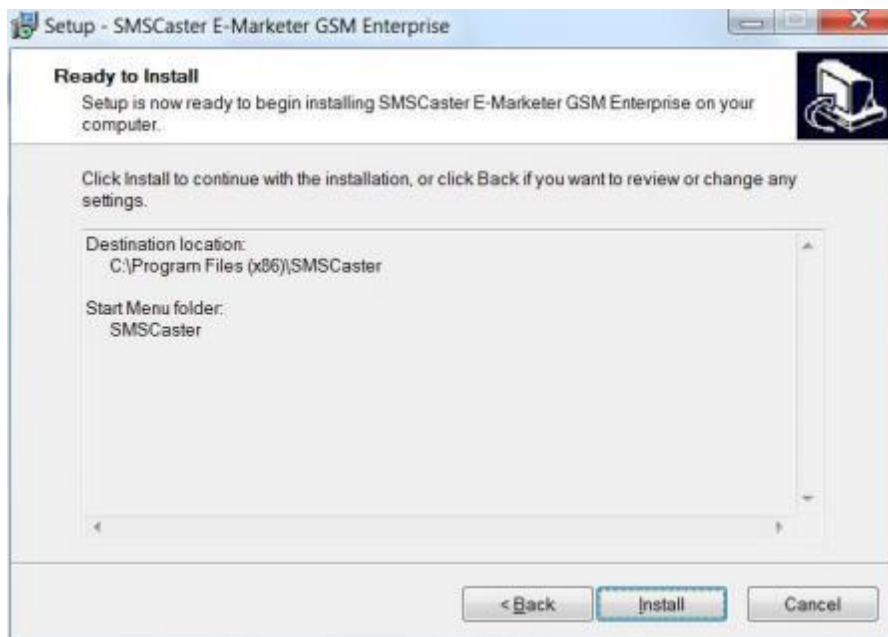 Setup - SMSCaster E-Marketer GSM Enterprise
Ready to Install
Setup is now ready to begin installing SMSCaster E-Marketer GSM Enterprise on your
computer.
Click Install to continue with the installation, or click Back if you want to review or change any
settings.
Destination location:
C:\Program Files (x86)\SMSCaster
Start Menu folder:
SMSCaster
< Back
Install
Cancel